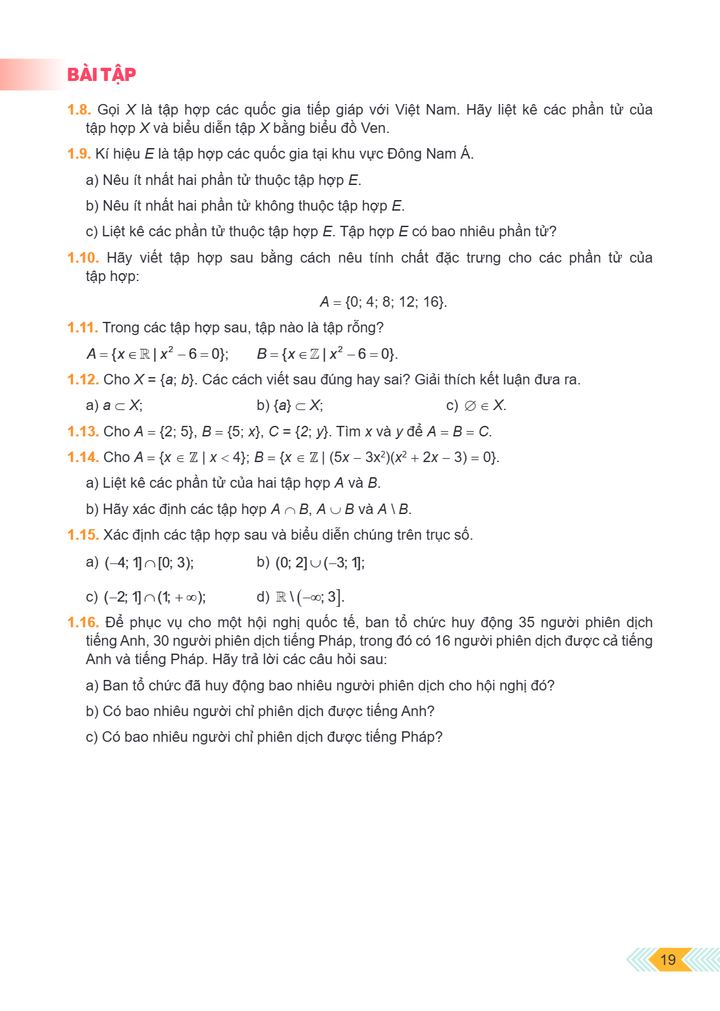 BÀI TẬP
1.8. Gọi X là tập hợp các quốc gia tiếp giáp với Việt Nam. Hãy liệt kê các phần tử của
tập hợp X và biểu diễn tập X bằng biểu đồ Ven.
1.9. Kí hiệu E là tập hợp các quốc gia tại khu vực Đông Nam Á.
a) Nêu ít nhất hai phần tử thuộc tập hợp E.
b) Nêu ít nhất hai phần tử không thuộc tập hợp E.
c) Liệt kê các phần tử thuộc tập hợp E. Tập hợp E có bao nhiêu phần tử?
1.10. Hãy viết tập hợp sau bằng cách nêu tính chất đặc trưng cho các phần tử của
tập hợp:
A = {0; 4; 8; 12; 16}.
1.11. Trong các tập hợp sau, tập nào là tập rỗng?
A = {x ∈ ℝ | x² − 6 = 0}; B = {x ∈ ℤ | x² − 6 = 0}.
1.12. Cho X = {a; b}. Các cách viết sau đúng hay sai? Giải thích kết luận đưa ra.
a) a ⊂ X; b) {a} ⊂ X; c) ∅ ∈ X.
1.13. Cho A = {2; 5}, B = {5; x}, C = {2; y}. Tìm x và y để A = B = C.
1.14. Cho A = {x ∈ ℤ | x < 4}; B = {x ∈ ℤ | (5x − 3x²)(x² + 2x − 3) = 0}.
a) Liệt kê các phần tử của hai tập hợp A và B.
b) Hãy xác định các tập hợp A ∩ B, A ∪ B và A \ B.
1.15. Xác định các tập hợp sau và biểu diễn chúng trên trục số.
a) (−4; 1] ∩ [0; 3); b) (0; 2] ∪ (−3; 1];
c) (−2; 1] ∩ (1; + ∞); d) ℝ \ (−∞; 3].
1.16. Để phục vụ cho một hội nghị quốc tế, ban tổ chức huy động 35 người phiên dịch
tiếng Anh, 30 người phiên dịch tiếng Pháp, trong đó có 16 người phiên dịch được cả tiếng
Anh và tiếng Pháp. Hãy trả lời các câu hỏi sau:
a) Ban tổ chức đã huy động bao nhiêu người phiên dịch cho hội nghị đó?
b) Có bao nhiêu người chỉ phiên dịch được tiếng Anh?
c) Có bao nhiêu người chỉ phiên dịch được tiếng Pháp?
19